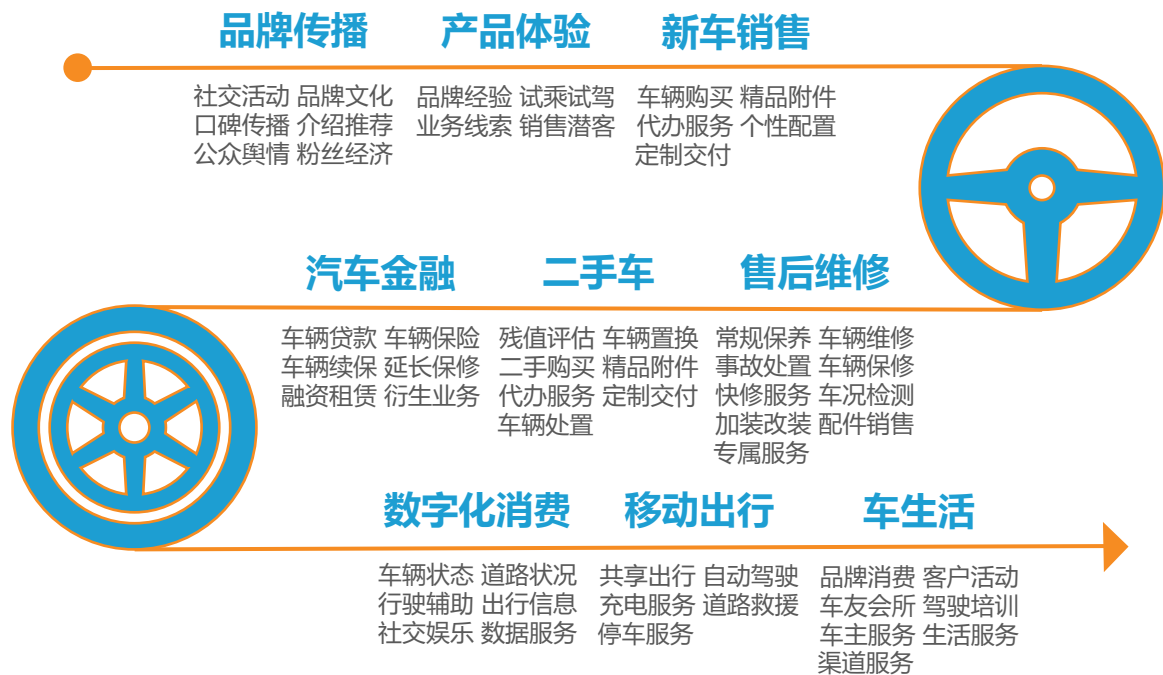 品牌传播 产品体验 新车销售
社交活动 品牌文化
口碑传播 介绍推荐
公众舆情 粉丝经济
品牌经验 试乘试驾
业务线索 销售潜客
车辆购买 精品附件
代办服务 个性配置
定制交付
汽车金融 二手车 售后维修
车辆贷款 车辆保险
车辆续保 延长保修
融资租赁 衍生业务
残值评估 车辆置换
二手购买 精品附件
代办服务 定制交付
车辆处置
常规保养 车辆维修
事故处置 车辆保修
快修服务 车况检测
加装改装 配件销售
专属服务
数字化消费 移动出行 车生活
车辆状态 道路状况
行驶辅助 出行信息
社交娱乐 数据服务
共享出行 自动驾驶
充电服务 道路救援
停车服务
品牌消费 客户活动
车友会所 驾驶培训
车主服务 生活服务
渠道服务